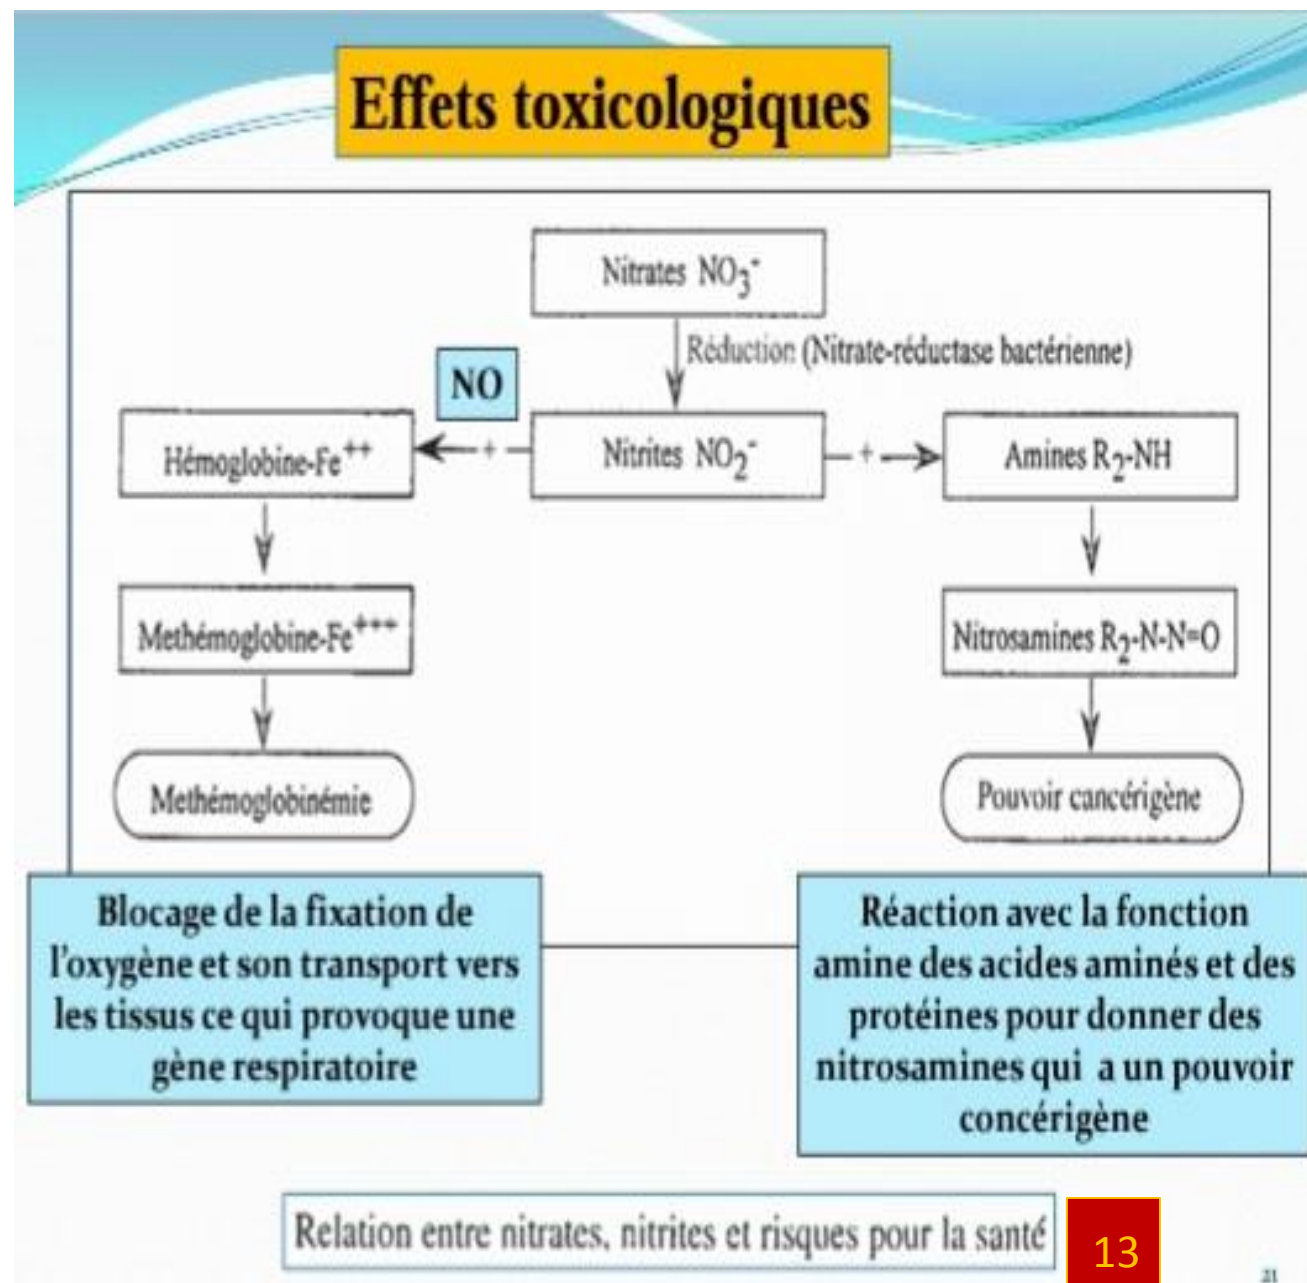 Effets toxicologiques
Nitrates NO3-
Réduction (Nitrate-réductase bactérienne)
NO
Hémoglobine-Fe++
+
Nitrites NO2-
+
Amines R2-NH
Methémoglobine-Fe+++
Nitrosamines R2-N-N=O
Methémoglobinémie
Pouvoir cancérigène
Blocage de la fixation de
l'oxygène et son transport vers
les tissus ce qui provoque une
gène respiratoire
Réaction avec la fonction
amine des acides aminés et des
protéines pour donner des
nitrosamines qui a un pouvoir
concérigène
Relation entre nitrates, nitrites et risques pour la santé
13